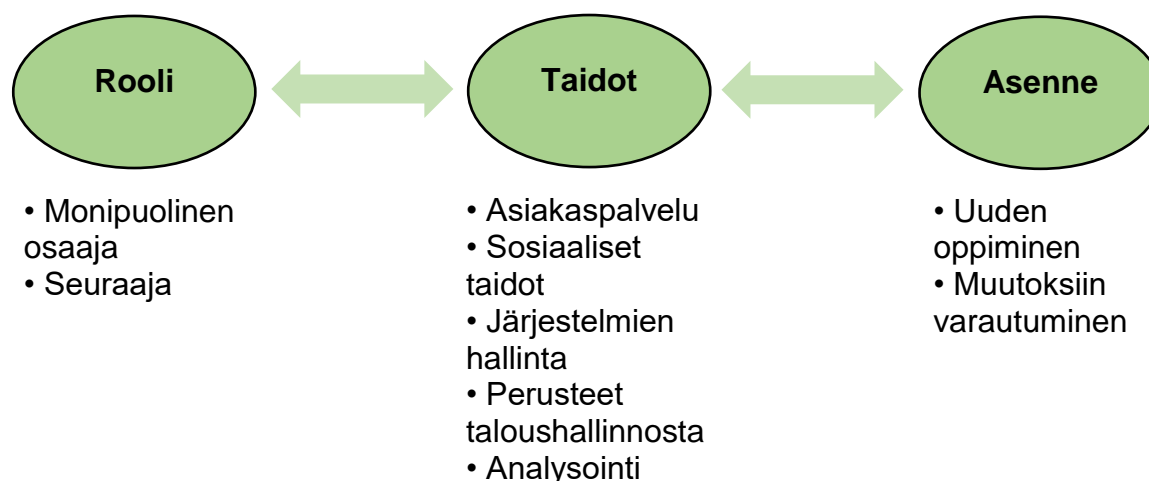 Rooli
Taidot
Asenne
• Monipuolinen
osaaja
• Seuraaja
• Asiakaspalvelu
• Sosiaaliset
taidot
• Järjestelmien
hallinta
• Perusteet
taloushallinnosta
• Analysointi
• Uuden
oppiminen
• Muutoksiin
varautuminen